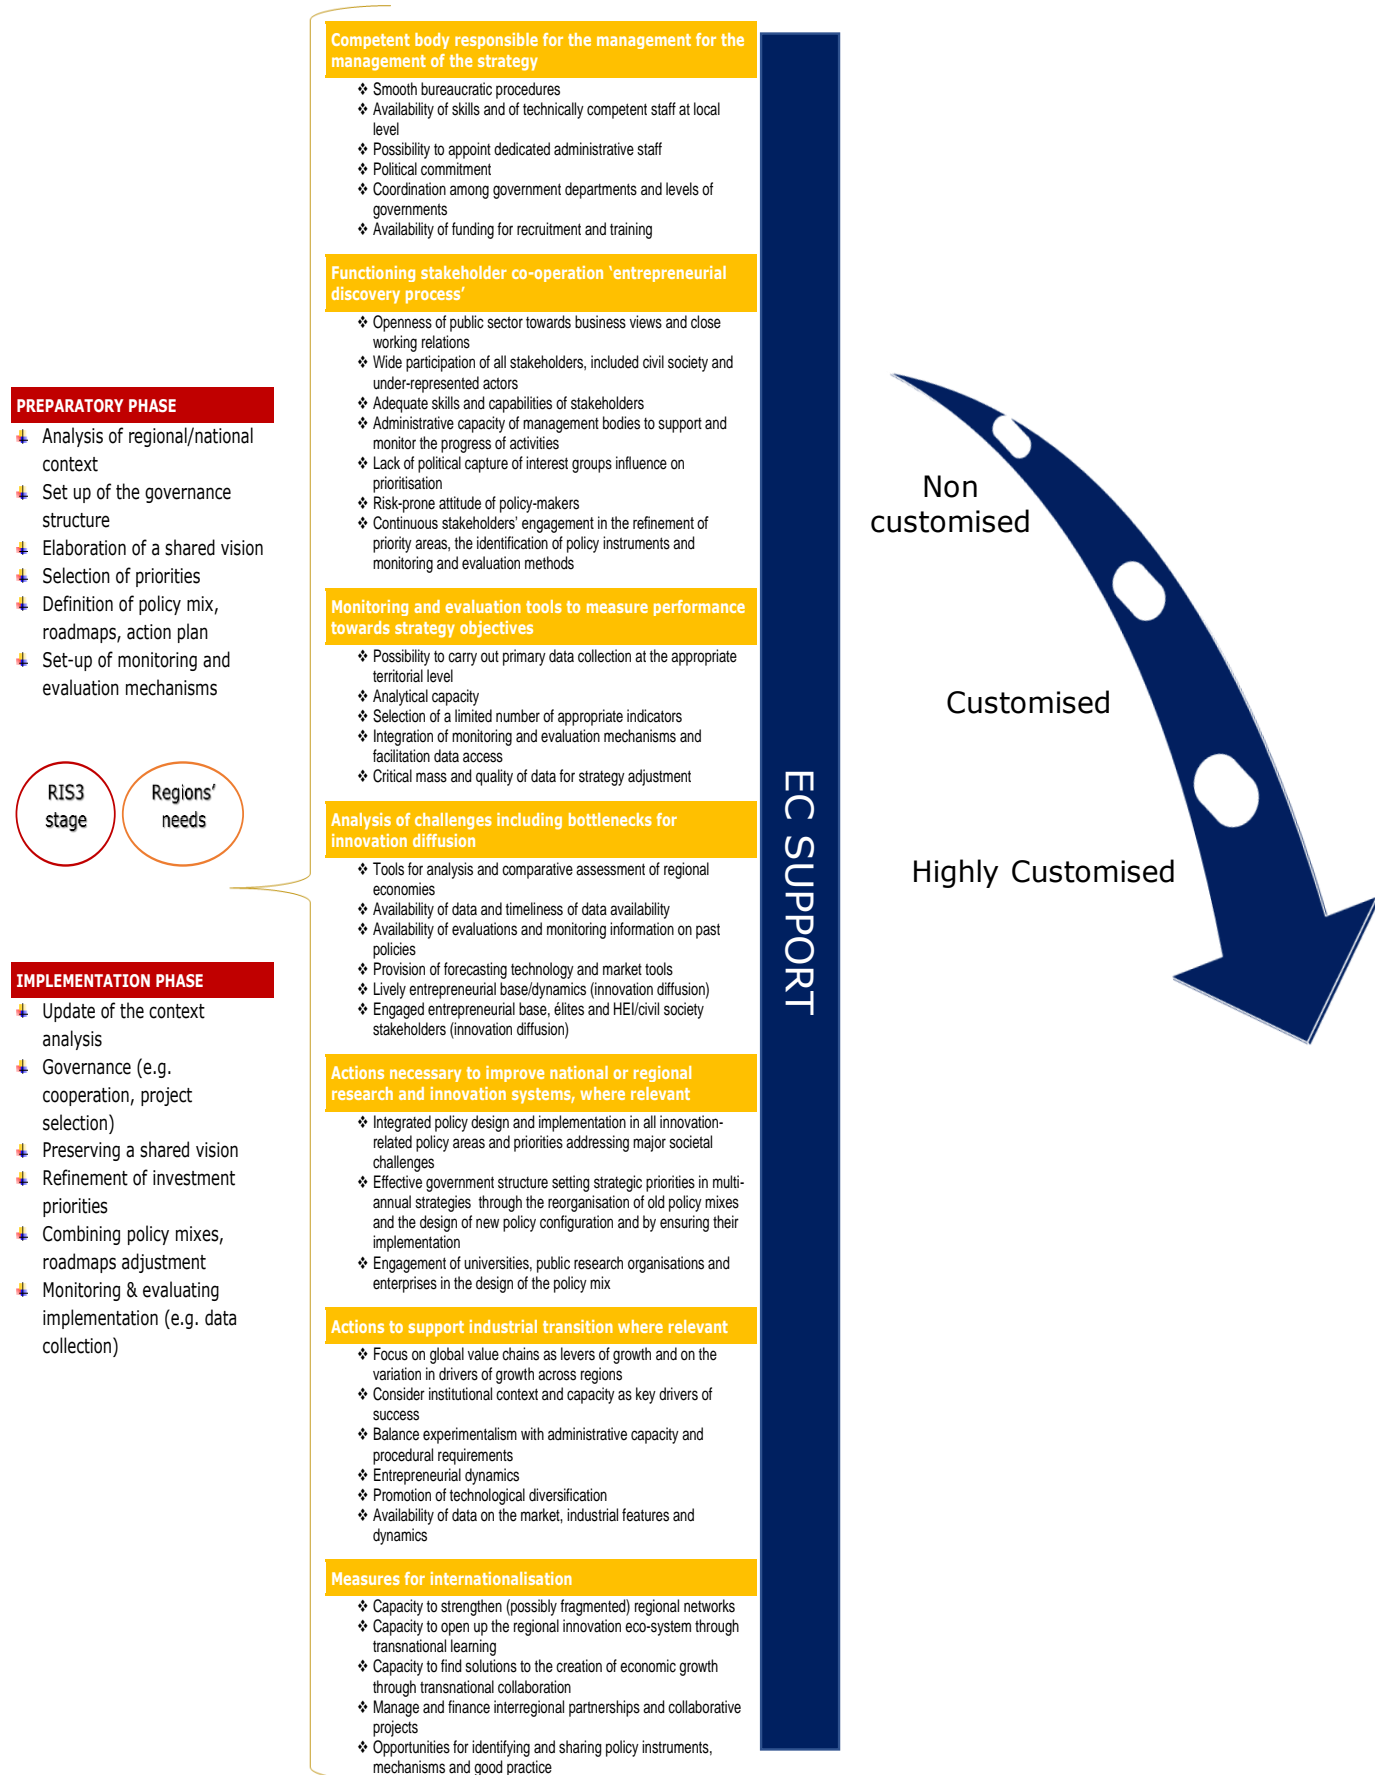 PREPARATORY PHASE
Analysis of regional/national
context
Set up of the governance
structure
Elaboration of a shared vision
Selection of priorities
Definition of policy mix,
roadmaps, action plan
Set-up of monitoring and
evaluation mechanisms
RIS3
stage
Regions’
needs
IMPLEMENTATION PHASE
Update of the context
analysis
Governance (e.g.
cooperation, project
selection)
Preserving a shared vision
Refinement of investment
priorities
Combining policy mixes,
roadmaps adjustment
Monitoring & evaluating
implementation (e.g. data
collection)
Competent body responsible for the management for the
management of the strategy
❖ Smooth bureaucratic procedures
❖ Availability of skills and of technically competent staff at local
level
❖ Possibility to appoint dedicated administrative staff
❖ Political commitment
❖ Coordination among government departments and levels of
governments
❖ Availability of funding for recruitment and training
Functioning stakeholder co-operation ‘entrepreneurial
discovery process’
❖ Openness of public sector towards business views and close
working relations
❖ Wide participation of all stakeholders, included civil society and
under-represented actors
❖ Adequate skills and capabilities of stakeholders
❖ Administrative capacity of management bodies to support and
monitor the progress of activities
❖ Lack of political capture of interest groups influence on
prioritisation
❖ Risk-prone attitude of policy-makers
❖ Continuous stakeholders’ engagement in the refinement of
priority areas, the identification of policy instruments and
monitoring and evaluation methods
Monitoring and evaluation tools to measure performance
towards strategy objectives
❖ Possibility to carry out primary data collection at the appropriate
territorial level
❖ Analytical capacity
❖ Selection of a limited number of appropriate indicators
❖ Integration of monitoring and evaluation mechanisms and
facilitation data access
❖ Critical mass and quality of data for strategy adjustment
Analysis of challenges including bottlenecks for
innovation diffusion
❖ Tools for analysis and comparative assessment of regional
economies
❖ Availability of data and timeliness of data availability
❖ Availability of evaluations and monitoring information on past
policies
❖ Provision of forecasting technology and market tools
❖ Lively entrepreneurial base/dynamics (innovation diffusion)
❖ Engaged entrepreneurial base, élites and HEI/civil society
stakeholders (innovation diffusion)
Actions necessary to improve national or regional
research and innovation systems, where relevant
❖ Integrated policy design and implementation in all innovation-
related policy areas and priorities addressing major societal
challenges
❖ Effective government structure setting strategic priorities in multi-
annual strategies through the reorganisation of old policy mixes
and the design of new policy configuration and by ensuring their
implementation
❖ Engagement of universities, public research organisations and
enterprises in the design of the policy mix
Actions to support industrial transition where relevant
❖ Focus on global value chains as levers of growth and on the
variation in drivers of growth across regions
❖ Consider institutional context and capacity as key drivers of
success
❖ Balance experimentalism with administrative capacity and
procedural requirements
❖ Entrepreneurial dynamics
❖ Promotion of technological diversification
❖ Availability of data on the market, industrial features and
dynamics
Measures for internationalisation
❖ Capacity to strengthen (possibly fragmented) regional networks
❖ Capacity to open up the regional innovation eco-system through
transnational learning
❖ Capacity to find solutions to the creation of economic growth
through transnational collaboration
❖ Manage and finance interregional partnerships and collaborative
projects
❖ Opportunities for identifying and sharing policy instruments,
mechanisms and good practice
EC SUPPORT
Non
customised
Customised
Highly Customised